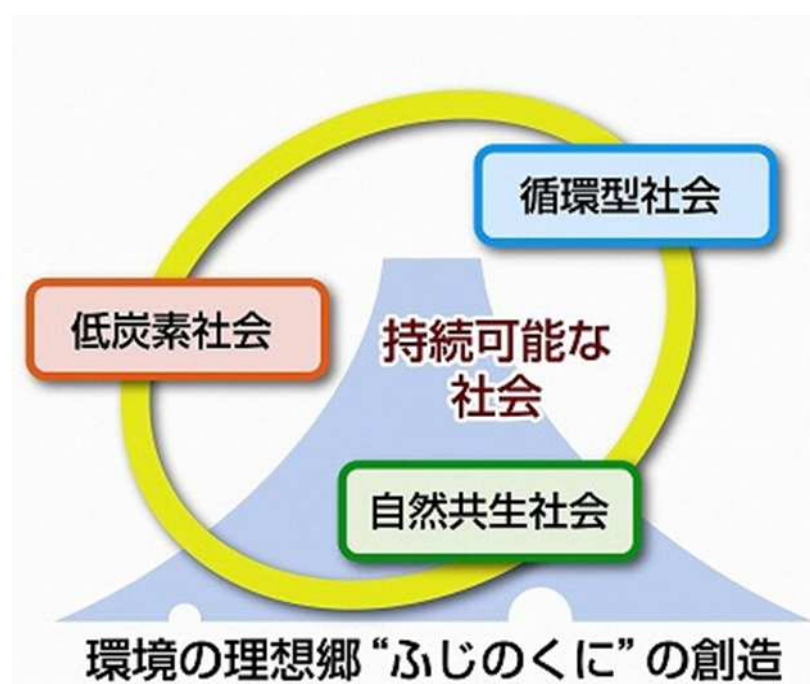 循環型社会
低炭素社会
持続可能な
社会
自然共生社会
環境の理想郷“ふじのくに”の創造